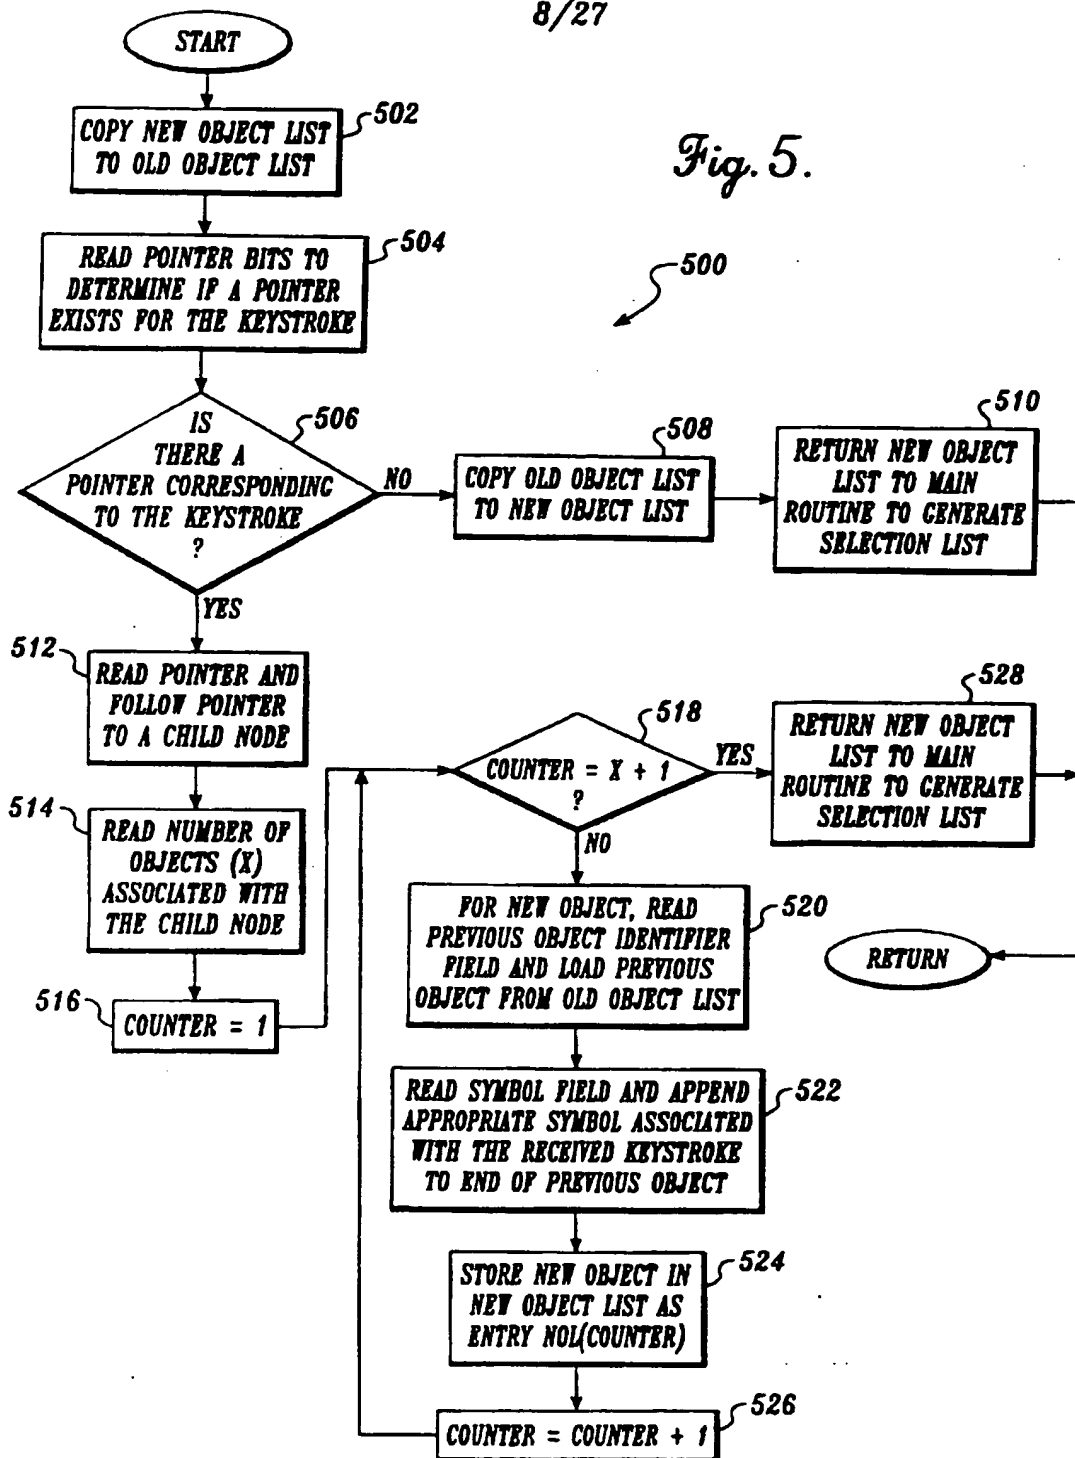 8/27
START
COPY NEW OBJECT LIST
TO OLD OBJECT LIST
502
Fig. 5.
READ POINTER BITS TO
DETERMINE IF A POINTER
EXISTS FOR THE KEYSTROKE
504
500
IS
THERE A
POINTER CORRESPONDING
TO THE KEYSTROKE
?
506
NO
COPY OLD OBJECT LIST
TO NEW OBJECT LIST
508
RETURN NEW OBJECT
LIST TO MAIN
ROUTINE TO GENERATE
SELECTION LIST
510
YES
512
READ POINTER AND
FOLLOW POINTER
TO A CHILD NODE
514
READ NUMBER OF
OBJECTS (X)
ASSOCIATED WITH
THE CHILD NODE
516
COUNTER = 1
COUNTER = X + 1
?
518
YES
RETURN NEW OBJECT
LIST TO MAIN
ROUTINE TO GENERATE
SELECTION LIST
528
NO
FOR NEW OBJECT, READ
PREVIOUS OBJECT IDENTIFIER
FIELD AND LOAD PREVIOUS
OBJECT FROM OLD OBJECT LIST
520
RETURN
READ SYMBOL FIELD AND APPEND
APPROPRIATE SYMBOL ASSOCIATED
WITH THE RECEIVED KEYSTROKE
TO END OF PREVIOUS OBJECT
522
STORE NEW OBJECT IN
NEW OBJECT LIST AS
ENTRY NOL(COUNTER)
524
COUNTER = COUNTER + 1
526